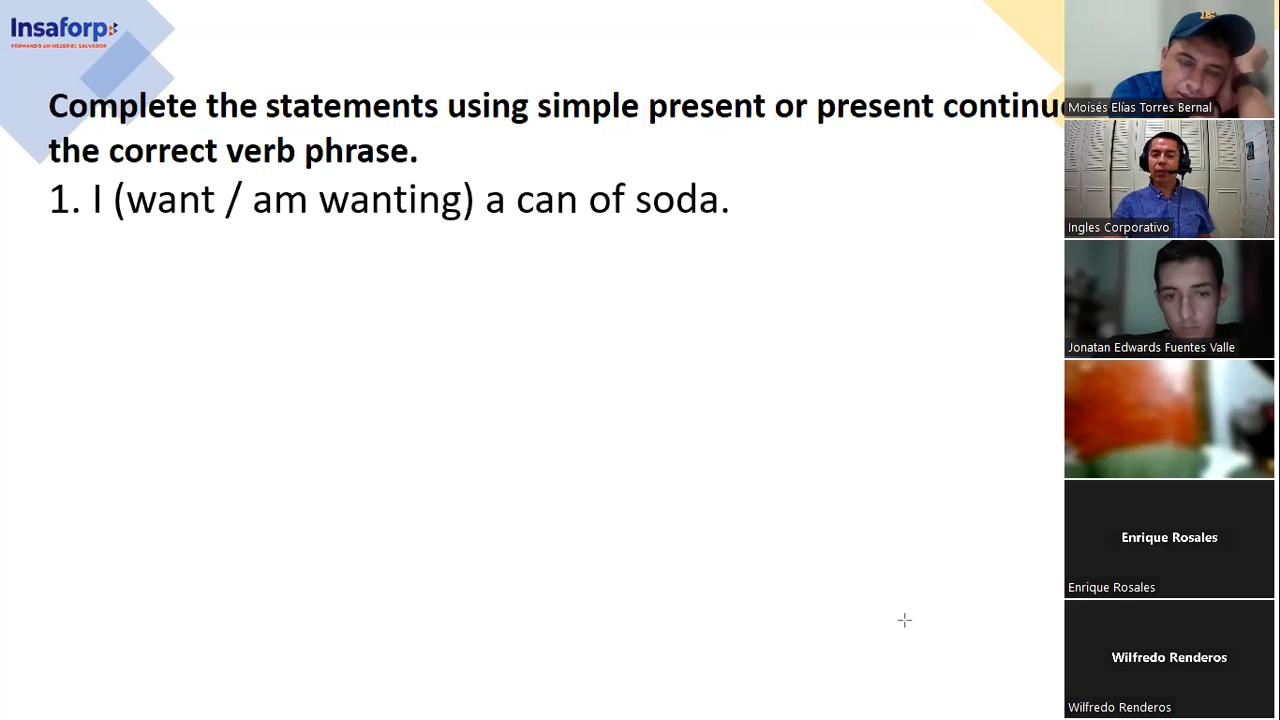 Insaforp
FORMANDO UN MEJOR EL SALVADOR
Complete the statements using simple present or present continu
the correct verb phrase.
1. I (want / am wanting) a can of soda.
Moisés Elías Torres Bernal
Ingles Corporativo
Jonatan Edwards Fuentes Valle
Enrique Rosales
Enrique Rosales
Wilfredo Renderos
Wilfredo Renderos